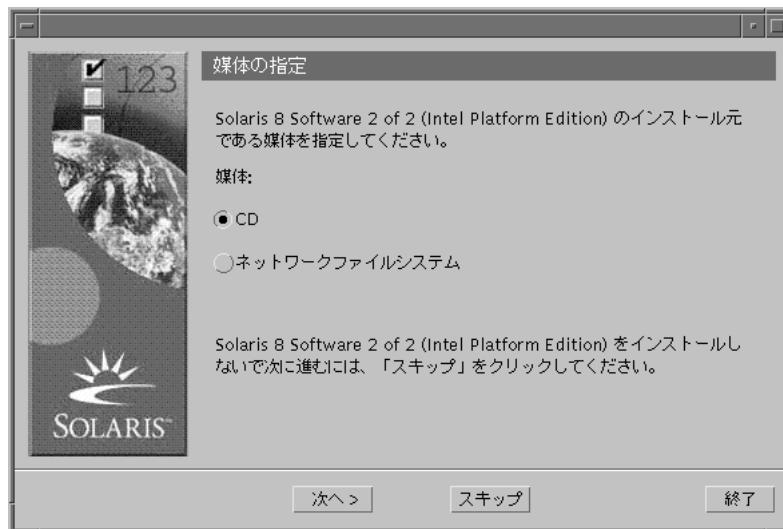 123
媒体の指定
Solaris 8 Software 2 of 2 (Intel Platform Edition) のインストール元
である媒体を指定してください。
媒体:
CD
ネットワークファイルシステム
Solaris 8 Software 2 of 2 (Intel Platform Edition) をインストールし
ないで次に進むには、「スキップ」をクリックしてください。
SOLARIS™
次へ >
スキップ
終了